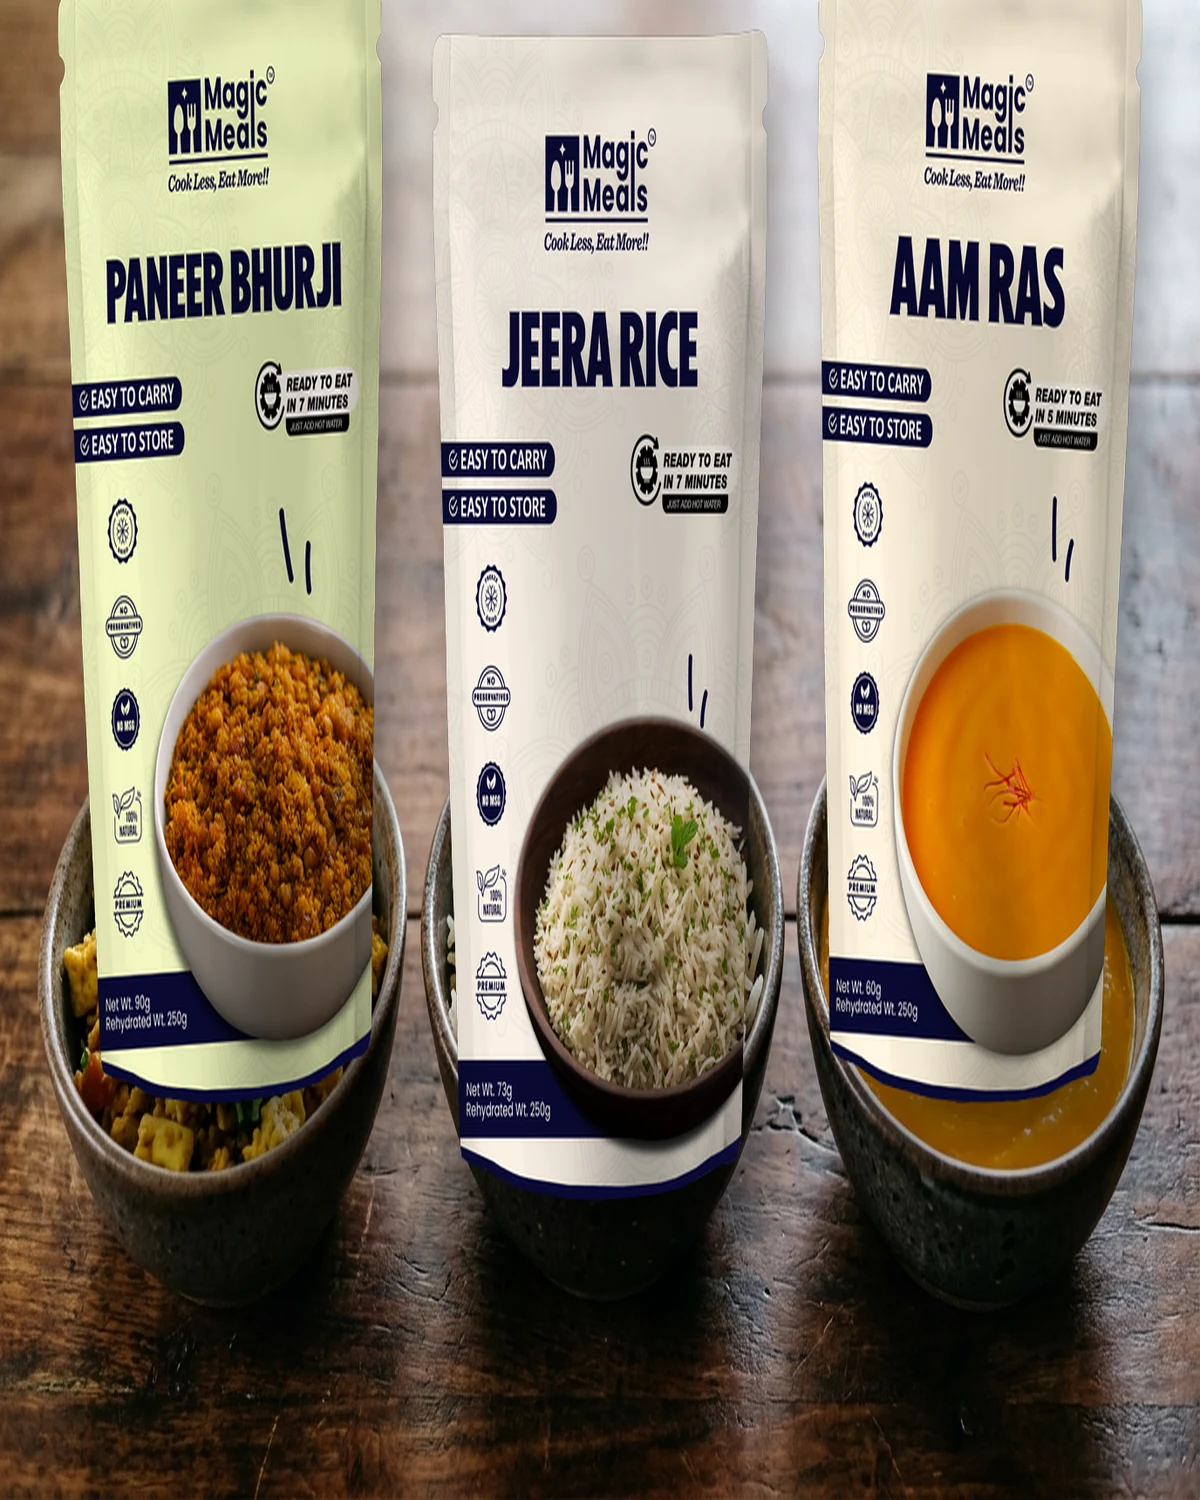 Magic
Meals
Cook Less, Eat More!!
PANEER BHURJI
EASY TO CARRY
EASY TO STORE
READY TO EAT
IN 7 MINUTES
JUST ADD HOT WATER
NO
PRESERVATIVES
NO MSG
100%
NATURAL
PREMIUM
Net Wt. 90g
Rehydrated Wt. 250g
Magic
Meals
Cook Less, Eat More!!
JEERA RICE
EASY TO CARRY
EASY TO STORE
READY TO EAT
IN 7 MINUTES
JUST ADD HOT WATER
NO
PRESERVATIVES
NO MSG
100%
NATURAL
PREMIUM
Net Wt. 73g
Rehydrated Wt. 250g
Magic
Meals
Cook Less, Eat More!!
AAM RAS
EASY TO CARRY
EASY TO STORE
READY TO EAT
IN 5 MINUTES
JUST ADD HOT WATER
NO
PRESERVATIVES
NO MSG
100%
NATURAL
PREMIUM
Net Wt. 60g
Rehydrated Wt. 250g